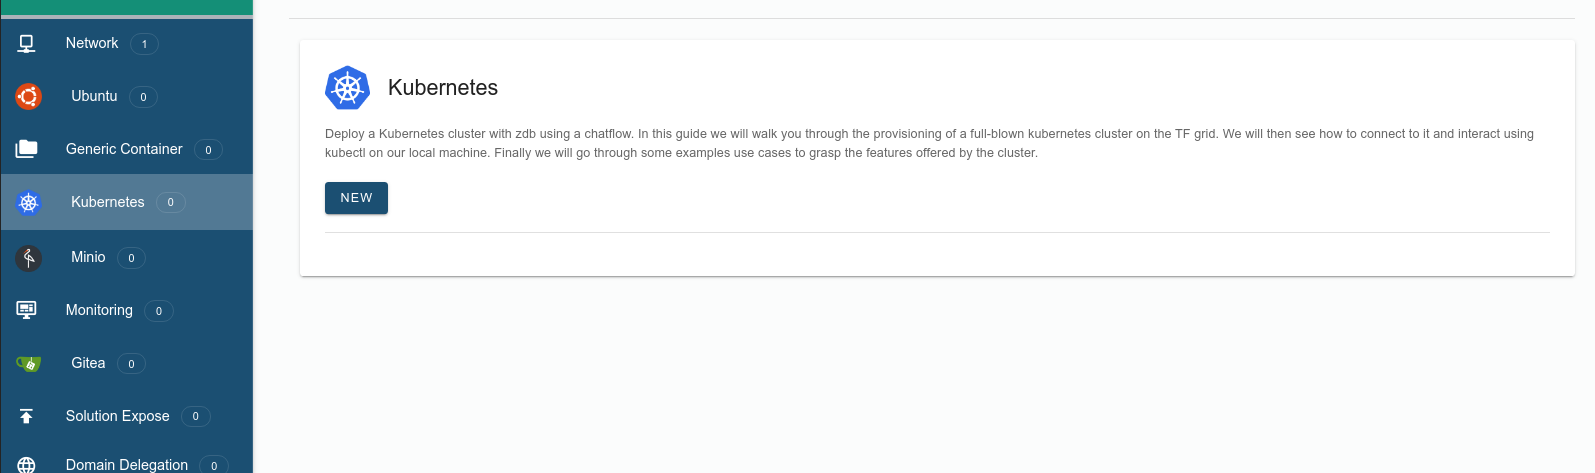 Network 1
Ubuntu 0
Generic Container 0
Kubernetes 0
Minio 0
Monitoring 0
Gitea 0
Solution Expose 0
Domain Delegation 0
Kubernetes
Deploy a Kubernetes cluster with zdb using a chatflow. In this guide we will walk you through the provisioning of a full-blown kubernetes cluster on the TF grid. We will then see how to connect to it and interact using
kubectl on our local machine. Finally we will go through some examples use cases to grasp the features offered by the cluster.
NEW